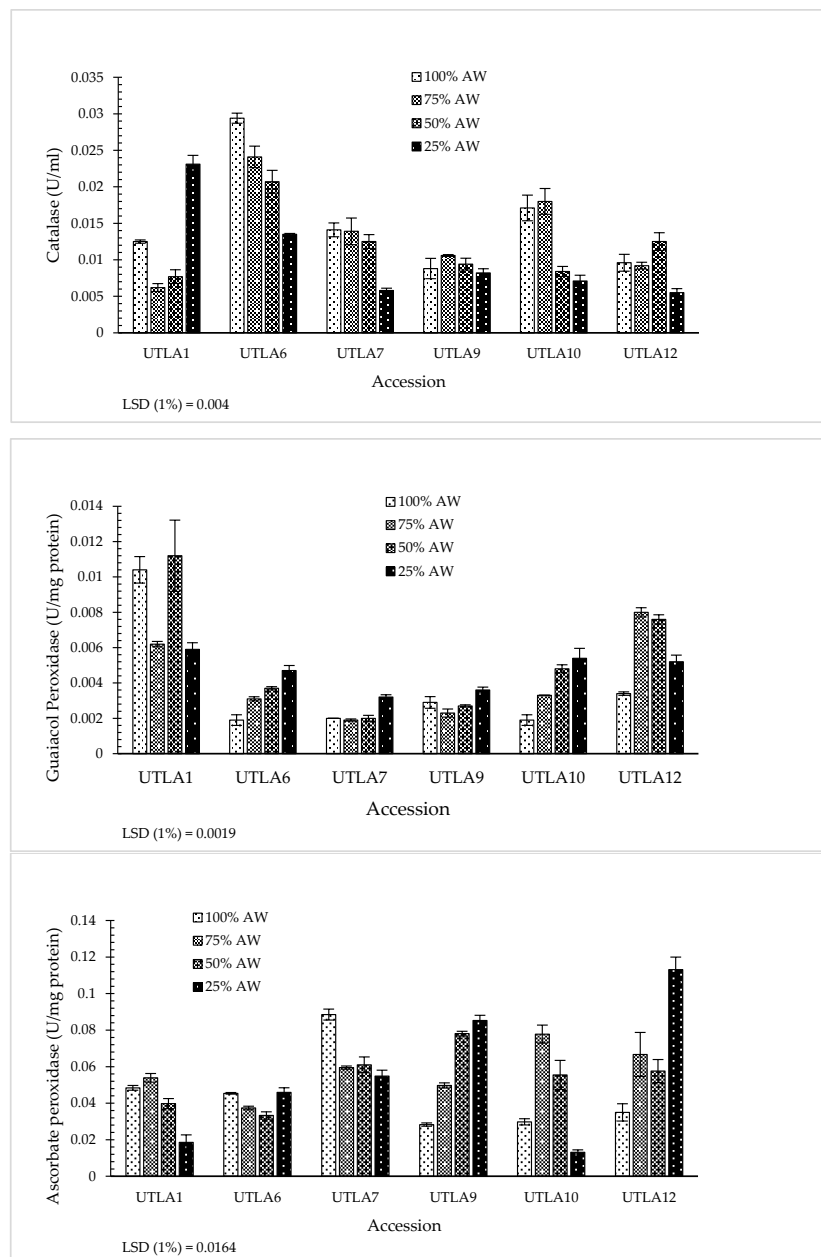 Catalase (U/ml)
0.035
0.03
0.025
0.02
0.015
0.01
0.005
0
100% AW
75% AW
50% AW
25% AW
UTLA1 UTLA6 UTLA7 UTLA9 UTLA10 UTLA12
Accession
LSD (1%) = 0.004
Guaiacol Peroxidase (U/mg protein)
0.014
0.012
0.01
0.008
0.006
0.004
0.002
0
100% AW
75% AW
50% AW
25% AW
UTLA1 UTLA6 UTLA7 UTLA9 UTLA10 UTLA12
Accession
LSD (1%) = 0.0019
Ascorbate peroxidase (U/mg protein)
0.14
0.12
0.1
0.08
0.06
0.04
0.02
0
100% AW
75% AW
50% AW
25% AW
UTLA1 UTLA6 UTLA7 UTLA9 UTLA10 UTLA12
Accession
LSD (1%) = 0.0164